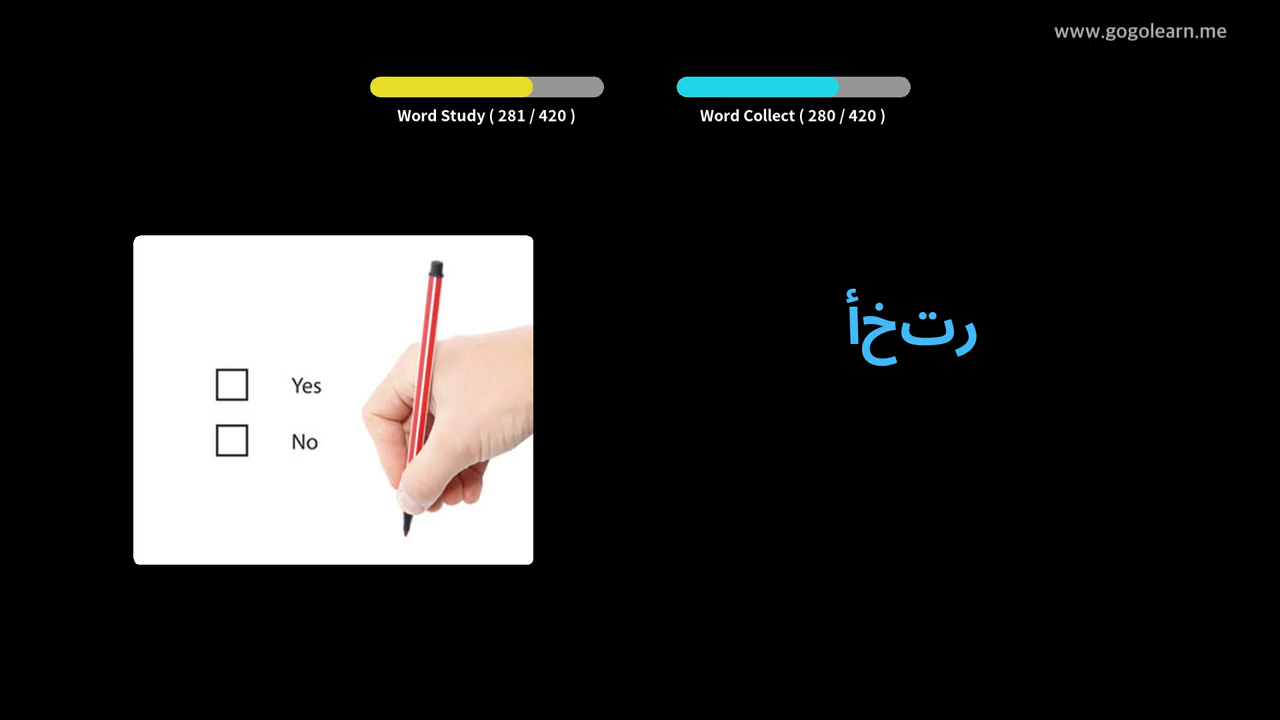 www.gogolearn.me
Word Study ( 281 / 420 )
Word Collect ( 280 / 420 )
رتخأ
Yes
No